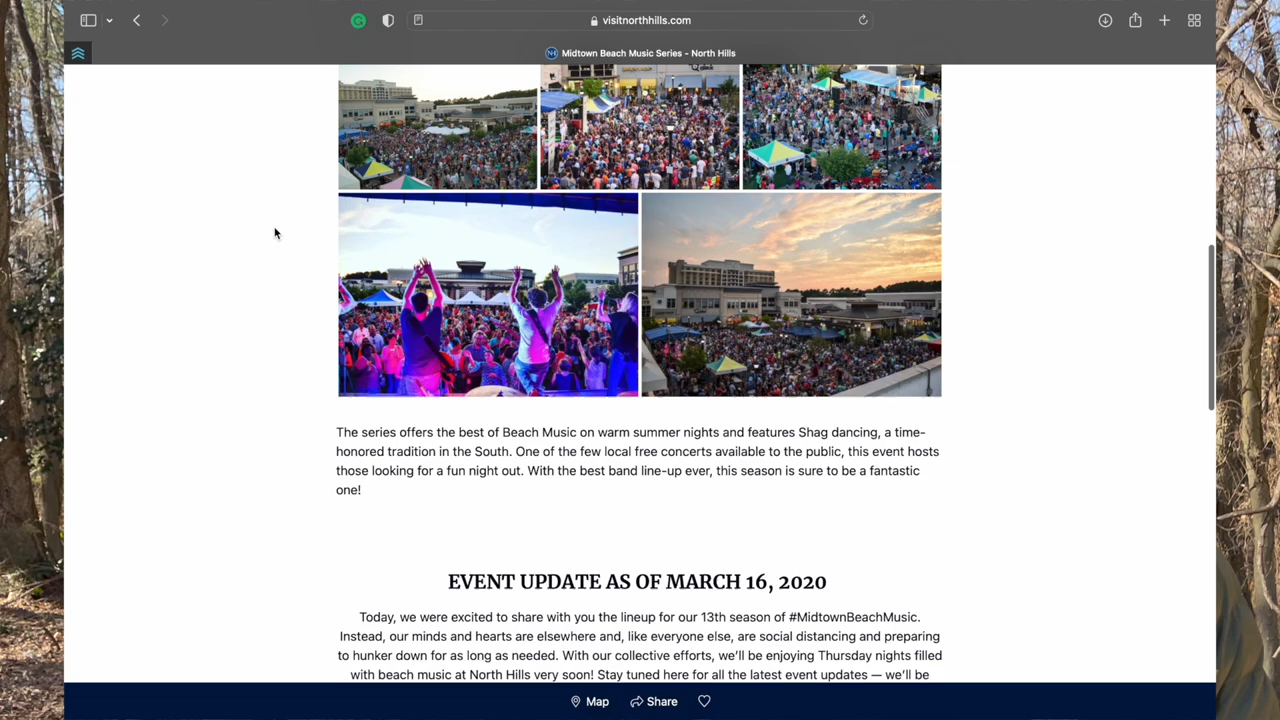 visitnorthhills.com
Midtown Beach Music Series - North Hills
The series offers the best of Beach Music on warm summer nights and features Shag dancing, a time-
honored tradition in the South. One of the few local free concerts available to the public, this event hosts
those looking for a fun night out. With the best band line-up ever, this season is sure to be a fantastic
one!
EVENT UPDATE AS OF MARCH 16, 2020
Today, we were excited to share with you the lineup for our 13th season of #MidtownBeachMusic.
Instead, our minds and hearts are elsewhere and, like everyone else, are social distancing and preparing
to hunker down for as long as needed. With our collective efforts, we’ll be enjoying Thursday nights filled
with beach music at North Hills very soon! Stay tuned here for all the latest event updates — we’ll be
Map Share